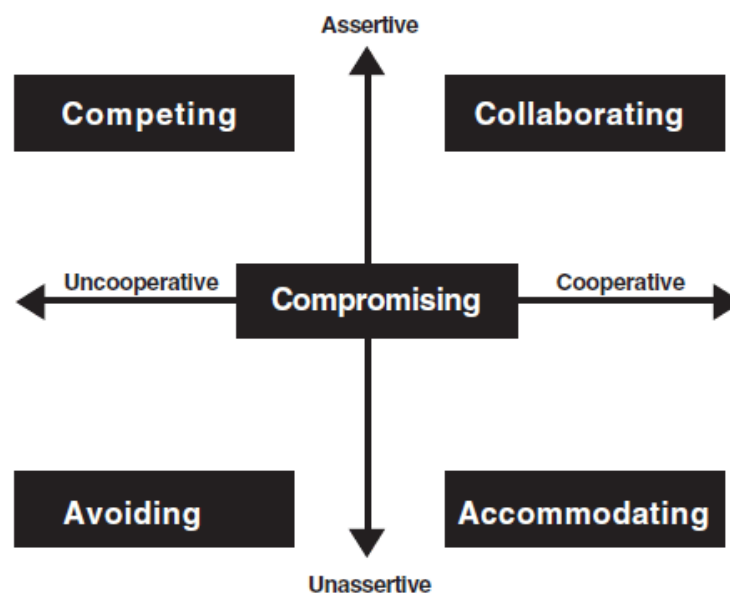 Assertive
Competing
Collaborating
Uncooperative
Compromising
Cooperative
Avoiding
Accommodating
Unassertive